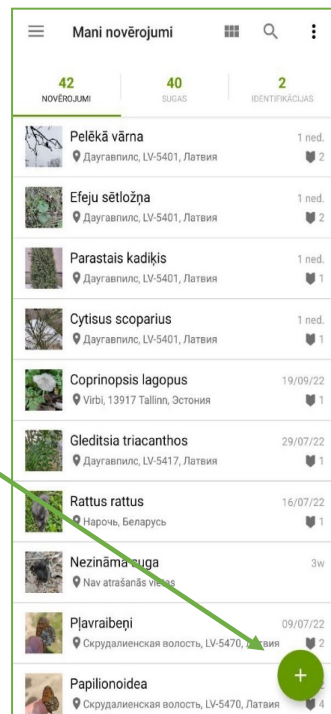 Mani novērojumi
42 40 2
NOVĒROJUMI SUGAS IDENTIFIKĀCIJAS
Pelēkā vārna 1 ned.
Даугавпилс, LV-5401, Латвия 2
Efeju sētložņa 1 ned.
Даугавпилс, LV-5401, Латвия 2
Parastais kadiķis 1 ned.
Даугавпилс, LV-5401, Латвия 1
Cytisus scoparius 1 ned.
Даугавпилс, LV-5401, Латвия 1
Coprinopsis lagopus 19/09/22
Virbi, 13917 Tallinn, Эстония 1
Gleditsia triacanthos 29/07/22
Даугавпилс, LV-5417, Латвия 1
Rattus rattus 16/07/22
Нарочь, Беларусь 1
Nezināma suga 3w
Nav atrašanās vietas
Pļavraibeņi 09/07/22
Скрудалиенская волость, LV-5470, Латвия 2
Papilionoidea
Скрудалиенская волость, LV-5470, Латвия 4